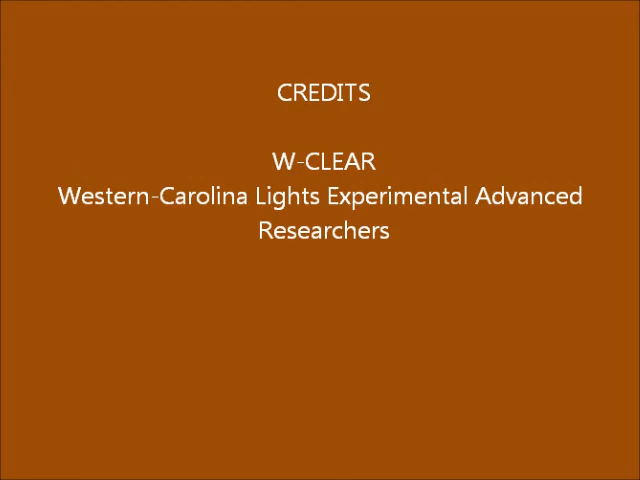 CREDITS
W-CLEAR
Western-Carolina Lights Experimental Advanced
Researchers